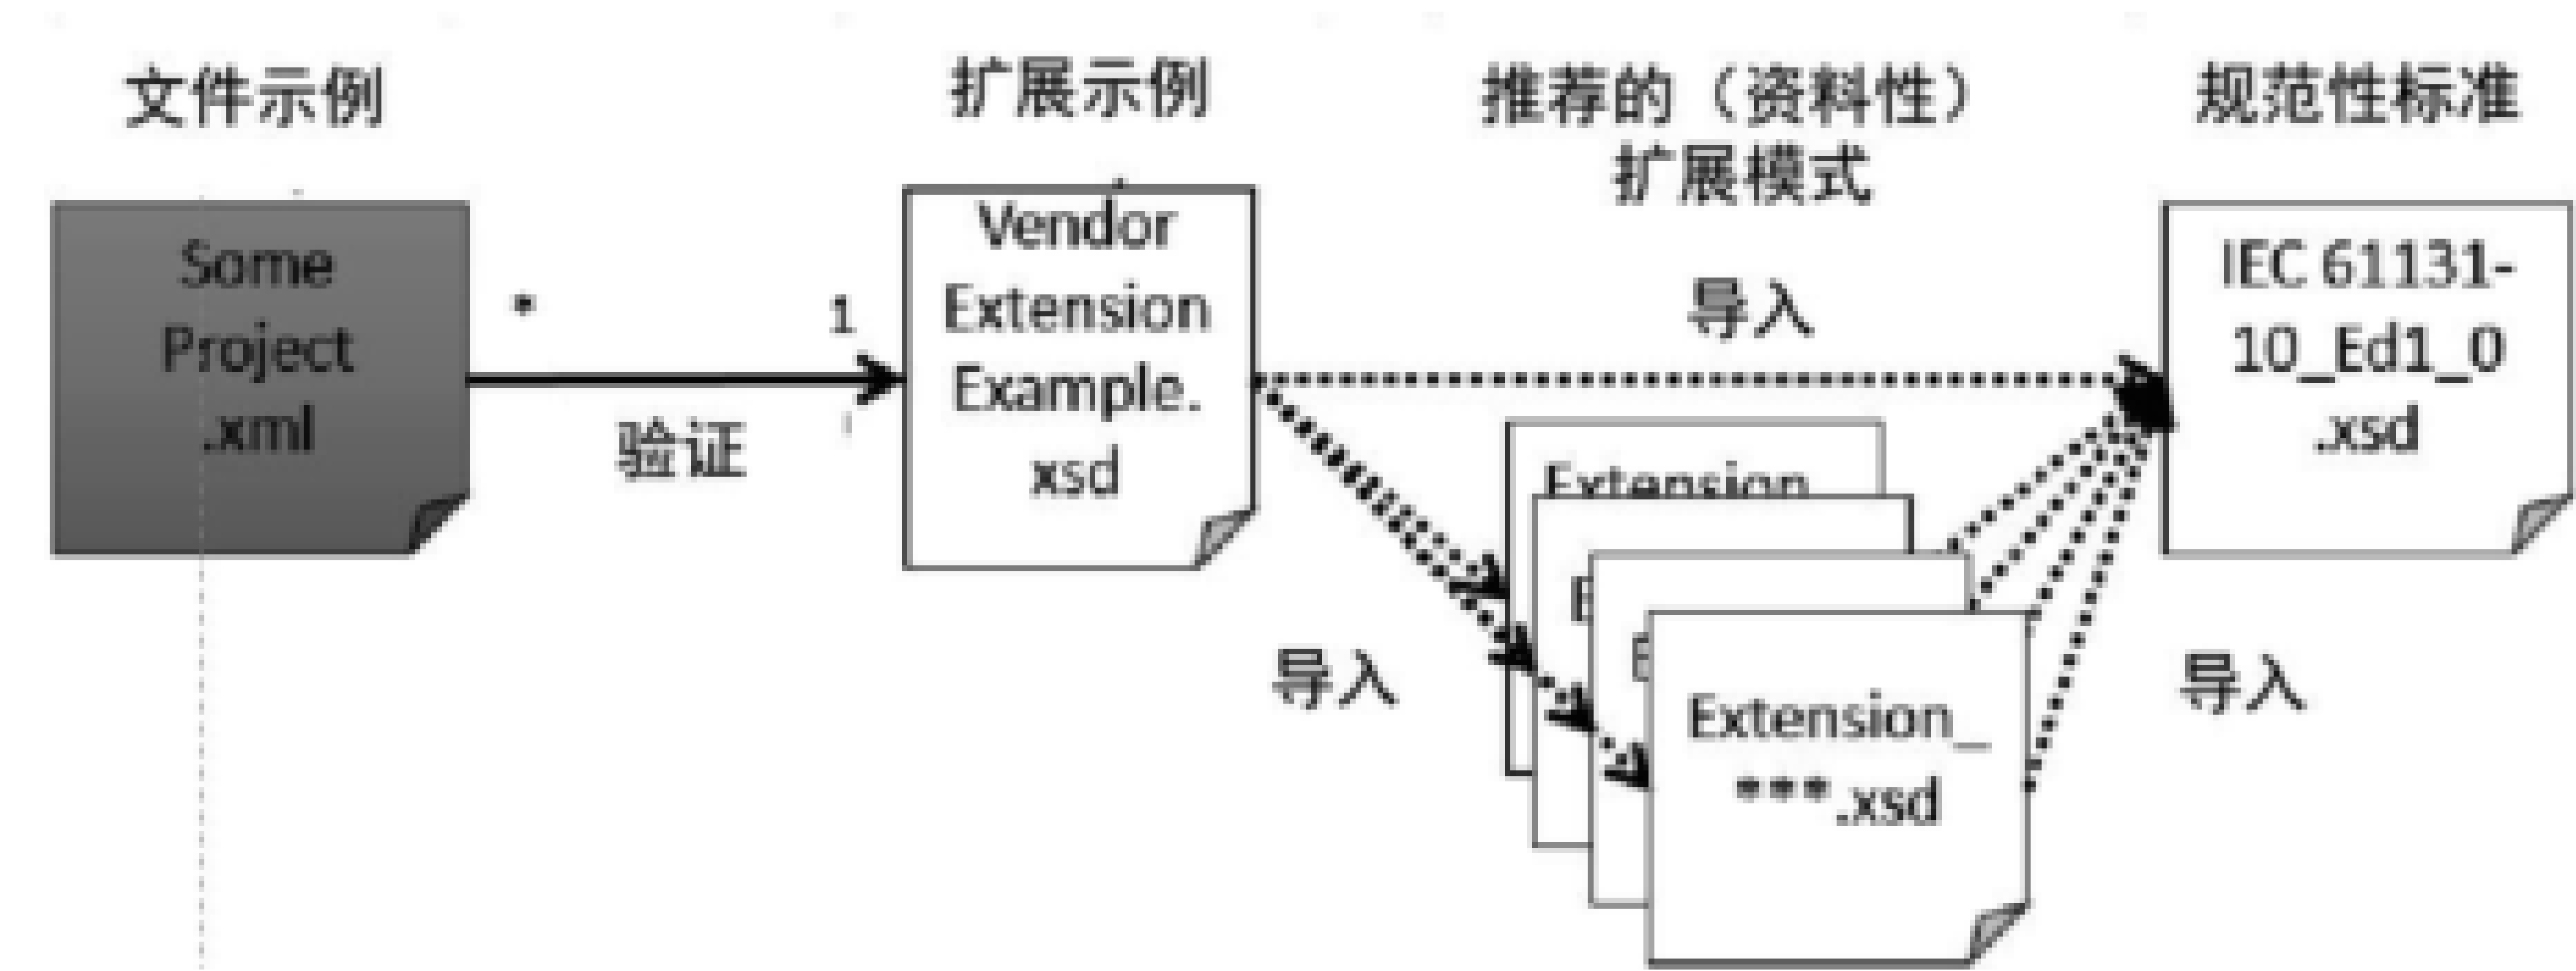 文件示例
扩展示例
推荐的（资料性）
扩展模式
规范性标准
Some
Project
.xml
*
1
验证
Vendor
Extension
Example.
xsd
导入
导入
Extension
E
E
Extension_
***.xsd
导入
IEC 61131-
10_Ed1_0
.xsd